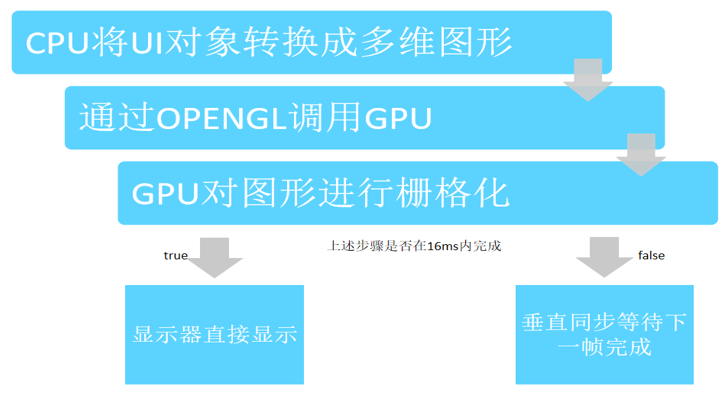 CPU将UI对象转换成多维图形
通过OPENGL调用GPU
GPU对图形进行栅格化
上述步骤是否在16ms内完成
true
false
显示器直接显示
垂直同步等待下
一帧完成